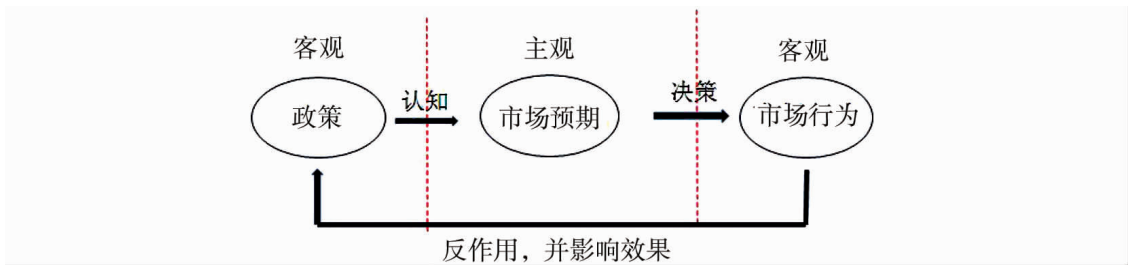 客观
主观
客观
政策
认知
市场预期
决策
市场行为
反作用，并影响效果